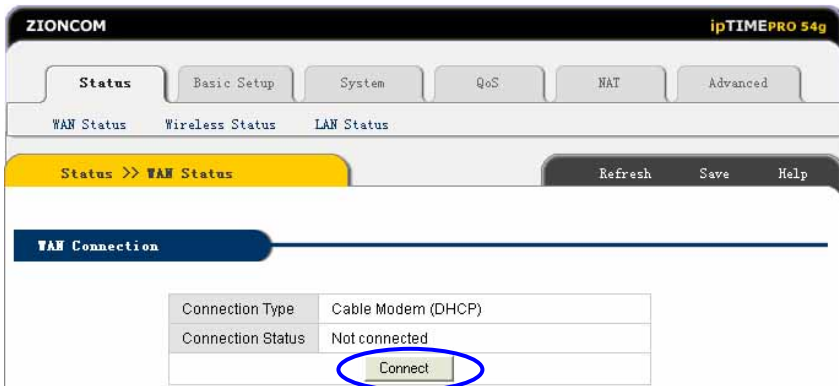 ZIONCOM ipTIMEPRO 54g
Status Basic Setup System QoS NAT Advanced
WAN Status Wireless Status LAN Status
Status >> WAN Status Refresh Save Help
WAN Connection
Connection Type Cable Modem (DHCP)
Connection Status Not connected
Connect